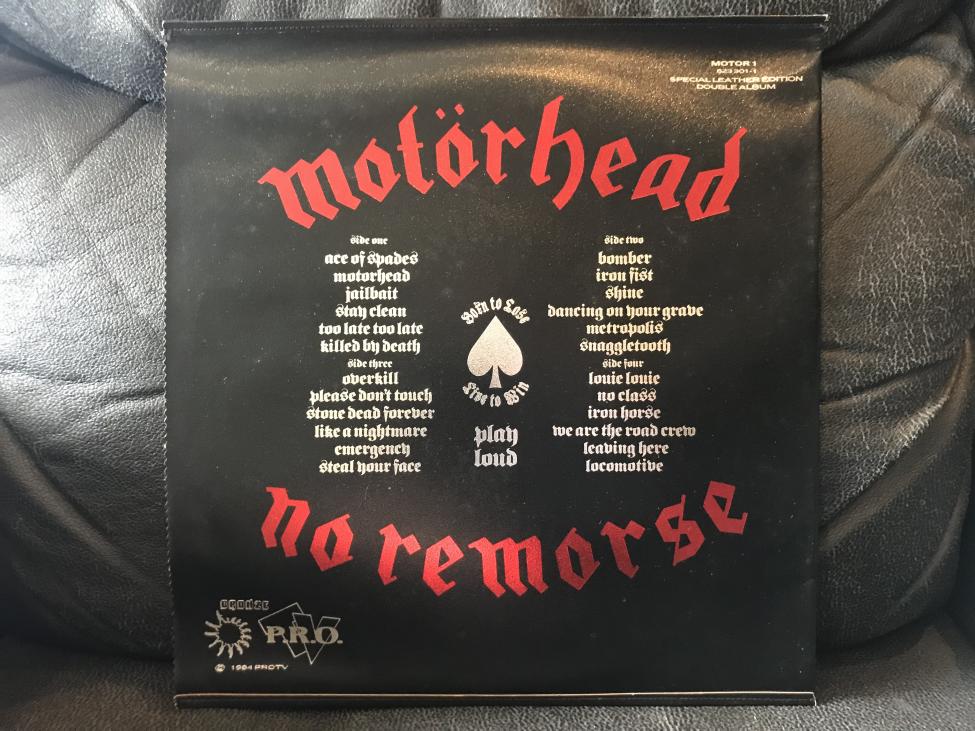 MOTOR 1
823 301-1
SPECIAL LEATHER EDITION
DOUBLE ALBUM
motörhead
side one
ace of spades
motorhead
jailbait
stay clean
too late too late
killed by death
side three
overkill
please don't touch
stone dead forever
like a nightmare
emergency
steal your face
Born to Lose
Live to Win
play
loud
side two
bomber
iron fist
shine
dancing on your grave
metropolis
snaggletooth
side four
louie louie
no class
iron horse
we are the road crew
leaving here
locomotive
no remorse
BRONZE
P.R.O.
℗ 1984 PROTV